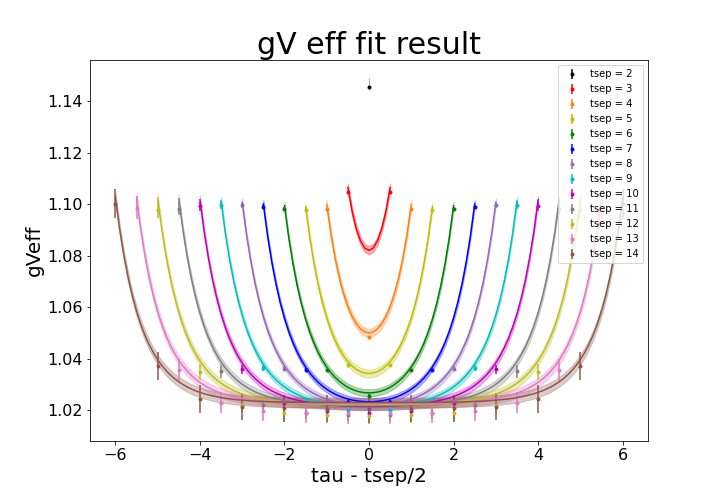 gV eff fit result
gVeff
1.14
1.12
1.10
1.08
1.06
1.04
1.02
−6
−4
−2
0
2
4
6
tau - tsep/2
tsep = 2
tsep = 3
tsep = 4
tsep = 5
tsep = 6
tsep = 7
tsep = 8
tsep = 9
tsep = 10
tsep = 11
tsep = 12
tsep = 13
tsep = 14